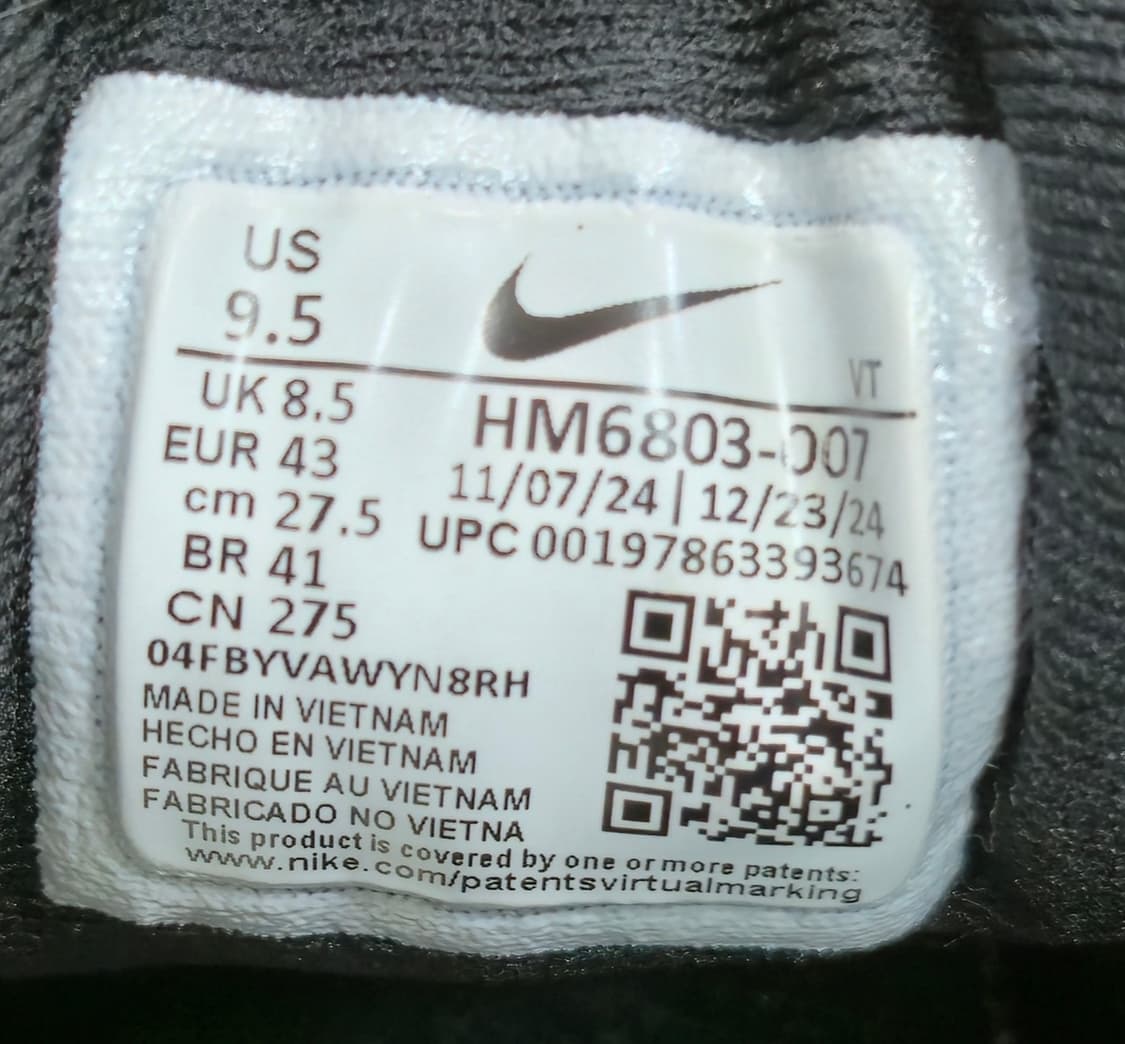 US
9.5
VT
UK 8.5
EUR 43
cm 27.5
BR 41
CN 275
HM6803-007
11/07/24 | 12/23/24
UPC 00197863393674
04FBYVAWYN8RH
MADE IN VIETNAM
HECHO EN VIETNAM
FABRIQUE AU VIETNAM
FABRICADO NO VIETNA
This product is covered by one or more patents:
www.nike.com/patentsvirtualmarking